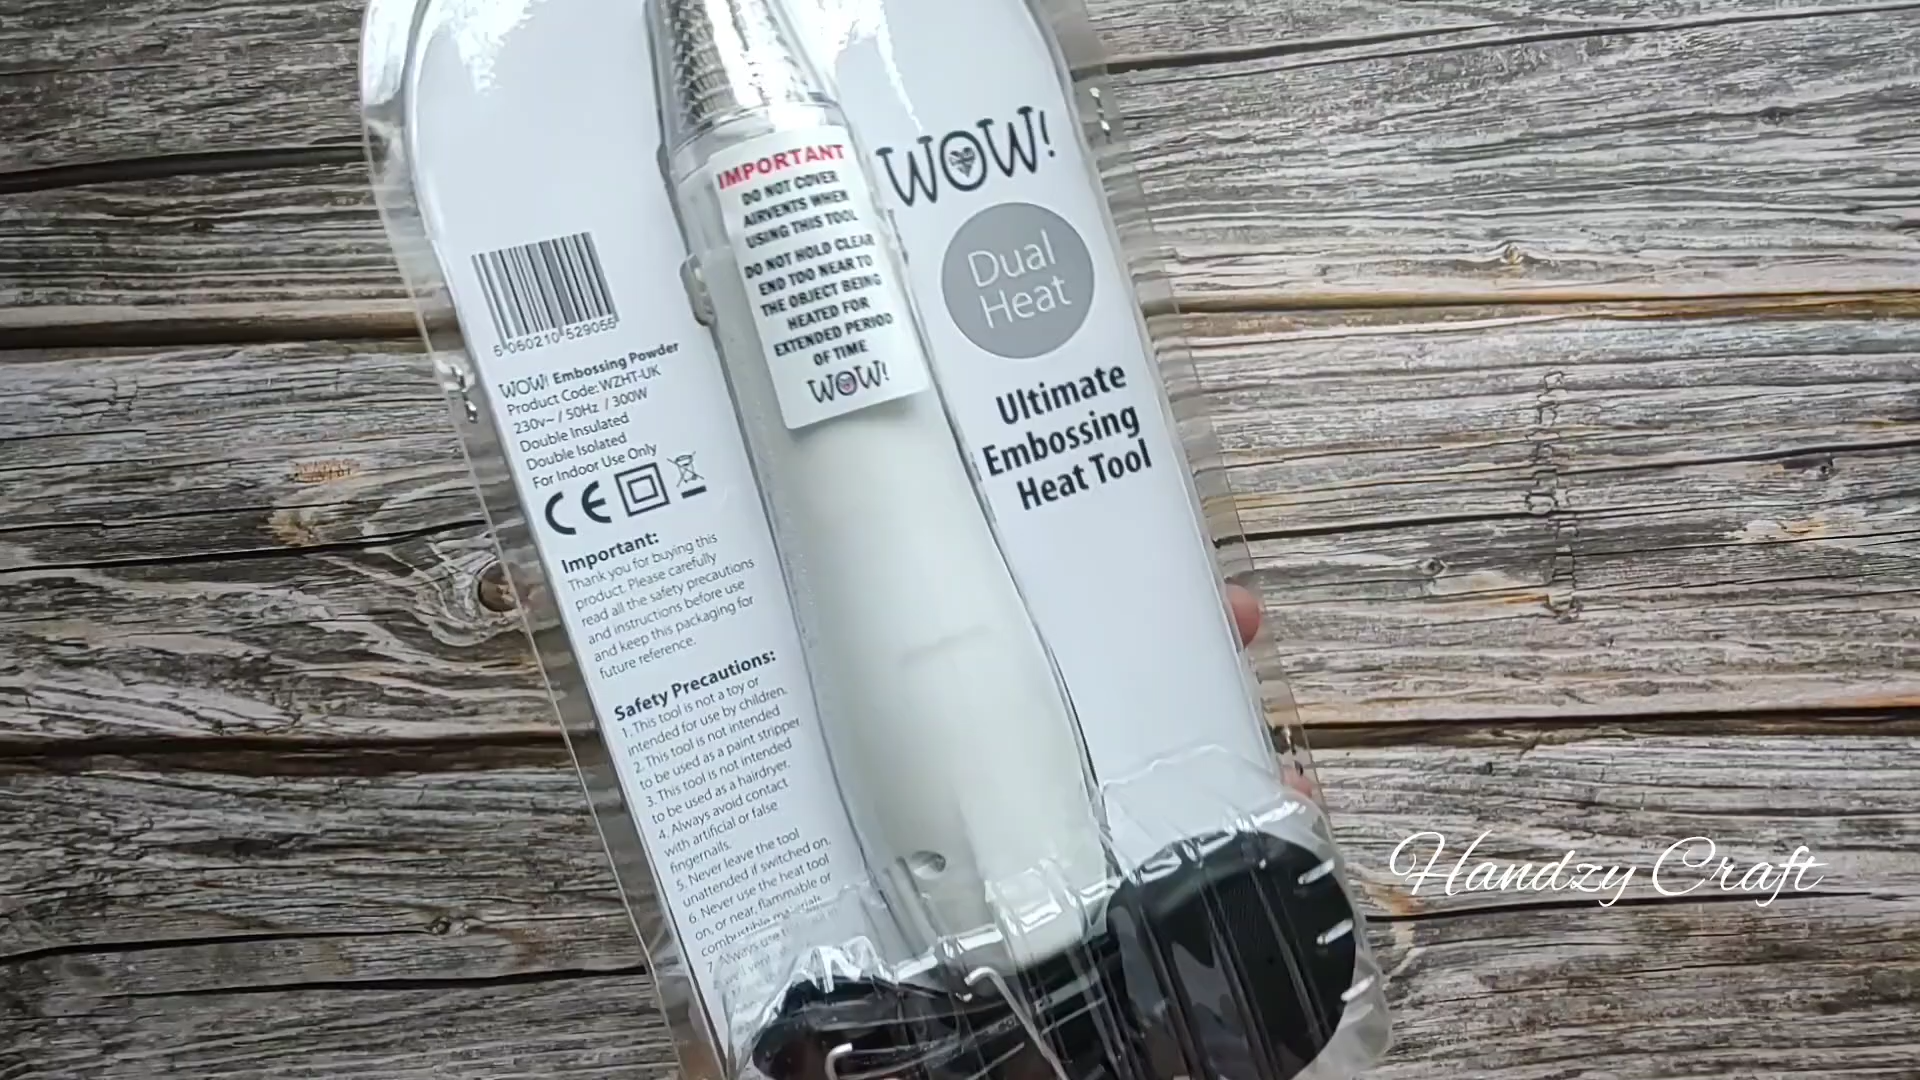 5 060210 529055
WOW! Embossing Powder
Product Code: WZHT-UK
230v~ / 50Hz / 300W
Double Insulated
Double Isolated
For Indoor Use Only
CE
Important:
Thank you for buying this
product. Please carefully
read all the safety precautions
and instructions before use
and keep this packaging for
future reference.
Safety Precautions:
1. This tool is not a toy or
intended for use by children.
2. This tool is not intended
to be used as a paint stripper
3. This tool is not intended
to be used as a hairdryer.
4. Always avoid contact
with artificial or false
fingernails.
5. Never leave the tool
unattended if switched on.
6. Never use the heat tool
on, or near, flammable or
combustible materials
7. Always use
IMPORTANT
DO NOT COVER
AIRVENTS WHEN
USING THIS TOOL
DO NOT HOLD CLEAR
END TOO NEAR TO
THE OBJECT BEING
HEATED FOR
EXTENDED PERIOD
OF TIME
WOW!
WOW!
Dual
Heat
Ultimate
Embossing
Heat Tool
Handzy Craft